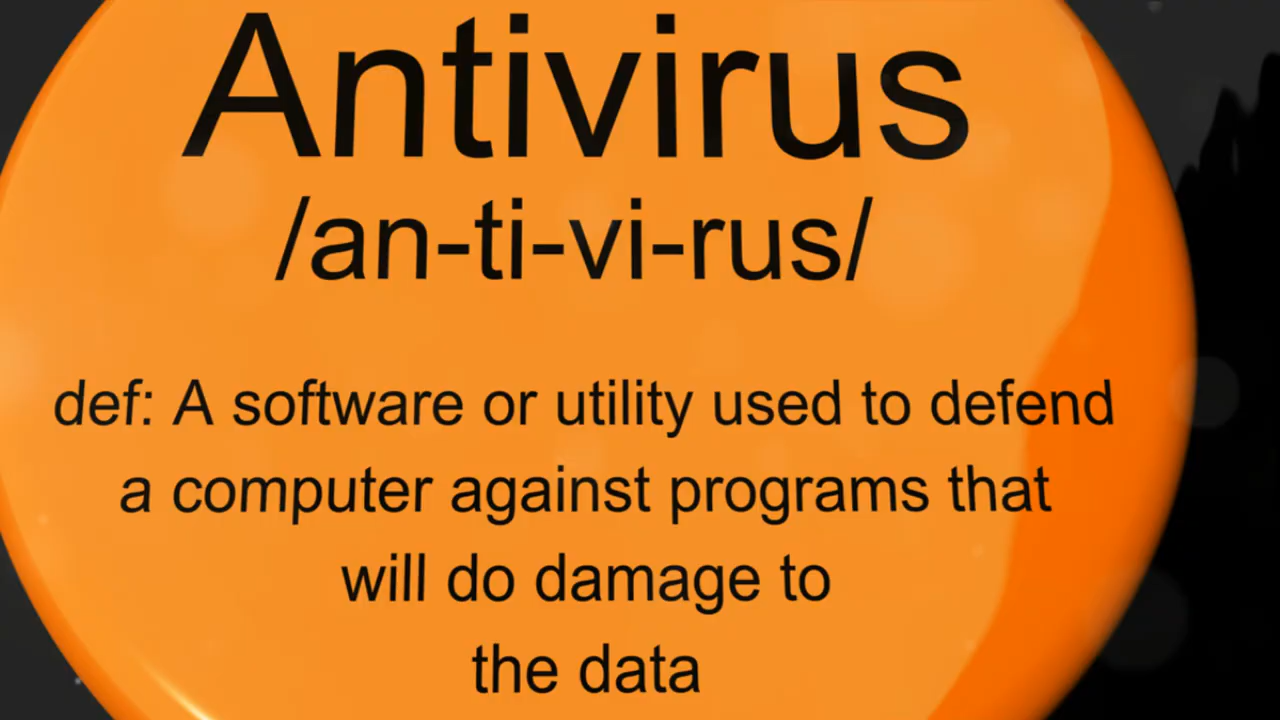 Antivirus
/an-ti-vi-rus/
def: A software or utility used to defend
a computer against programs that
will do damage to
the data